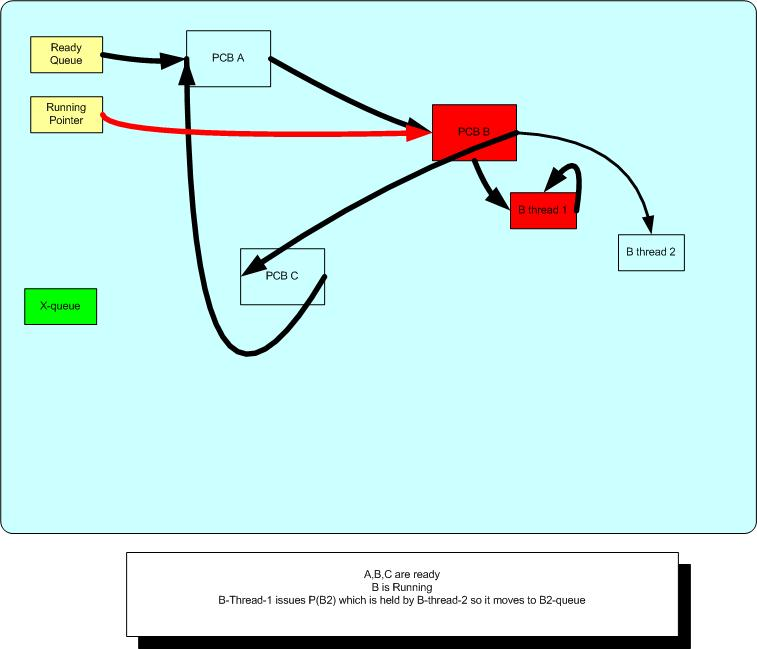 Ready
Queue
PCB A
Running
Pointer
PCB B
B thread 1
B thread 2
PCB C
X-queue
A,B,C are ready
B is Running
B-Thread-1 issues P(B2) which is held by B-thread-2 so it moves to B2-queue